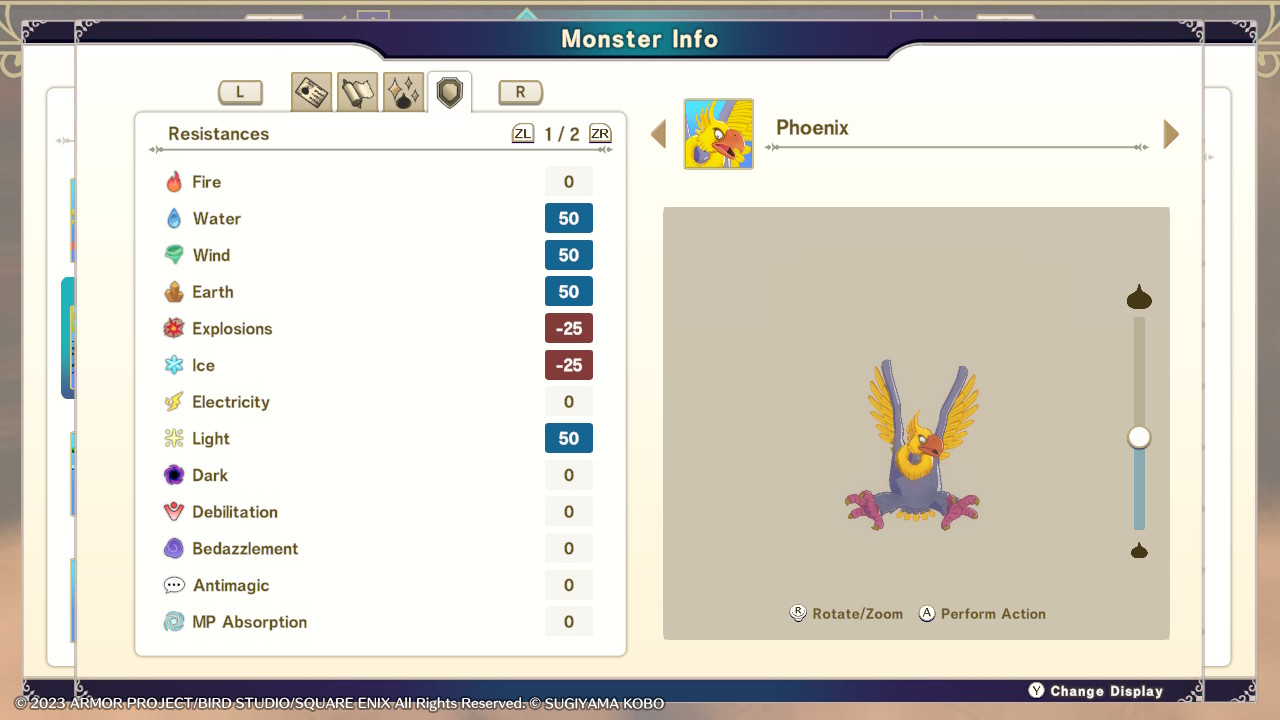 Monster Info
L
R
Resistances
ZL 1 / 2 ZR
Fire 0
Water 50
Wind 50
Earth 50
Explosions -25
Ice -25
Electricity 0
Light 50
Dark 0
Debilitation 0
Bedazzlement 0
Antimagic 0
MP Absorption 0
Phoenix
R Rotate/Zoom A Perform Action
Y Change Display
© 2023 ARMOR PROJECT/BIRD STUDIO/SQUARE ENIX All Rights Reserved. © SUGIYAMA KOBO